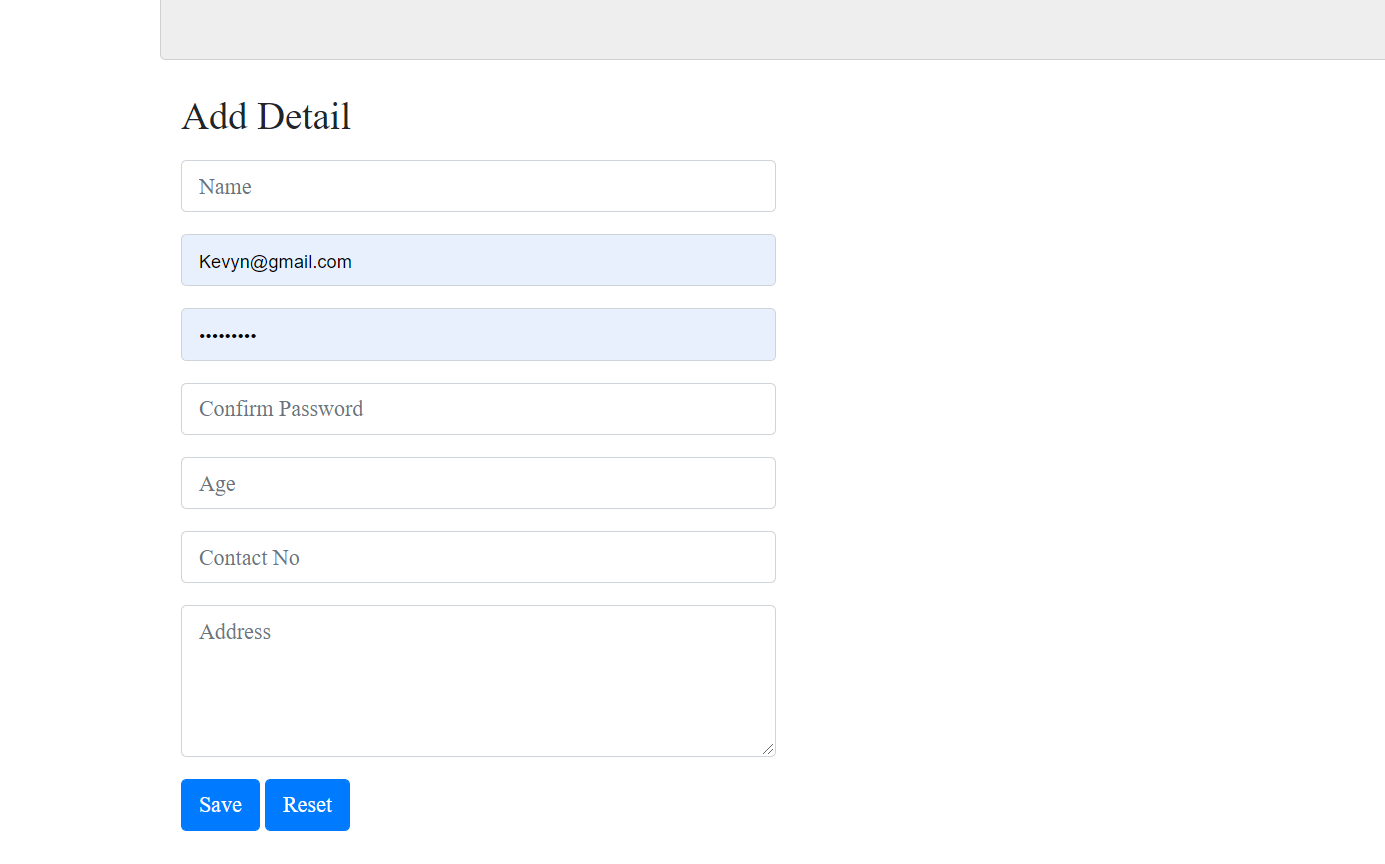 Add Detail
Name
Kevyn@gmail.com
•••••••••
Confirm Password
Age
Contact No
Address
Save Reset